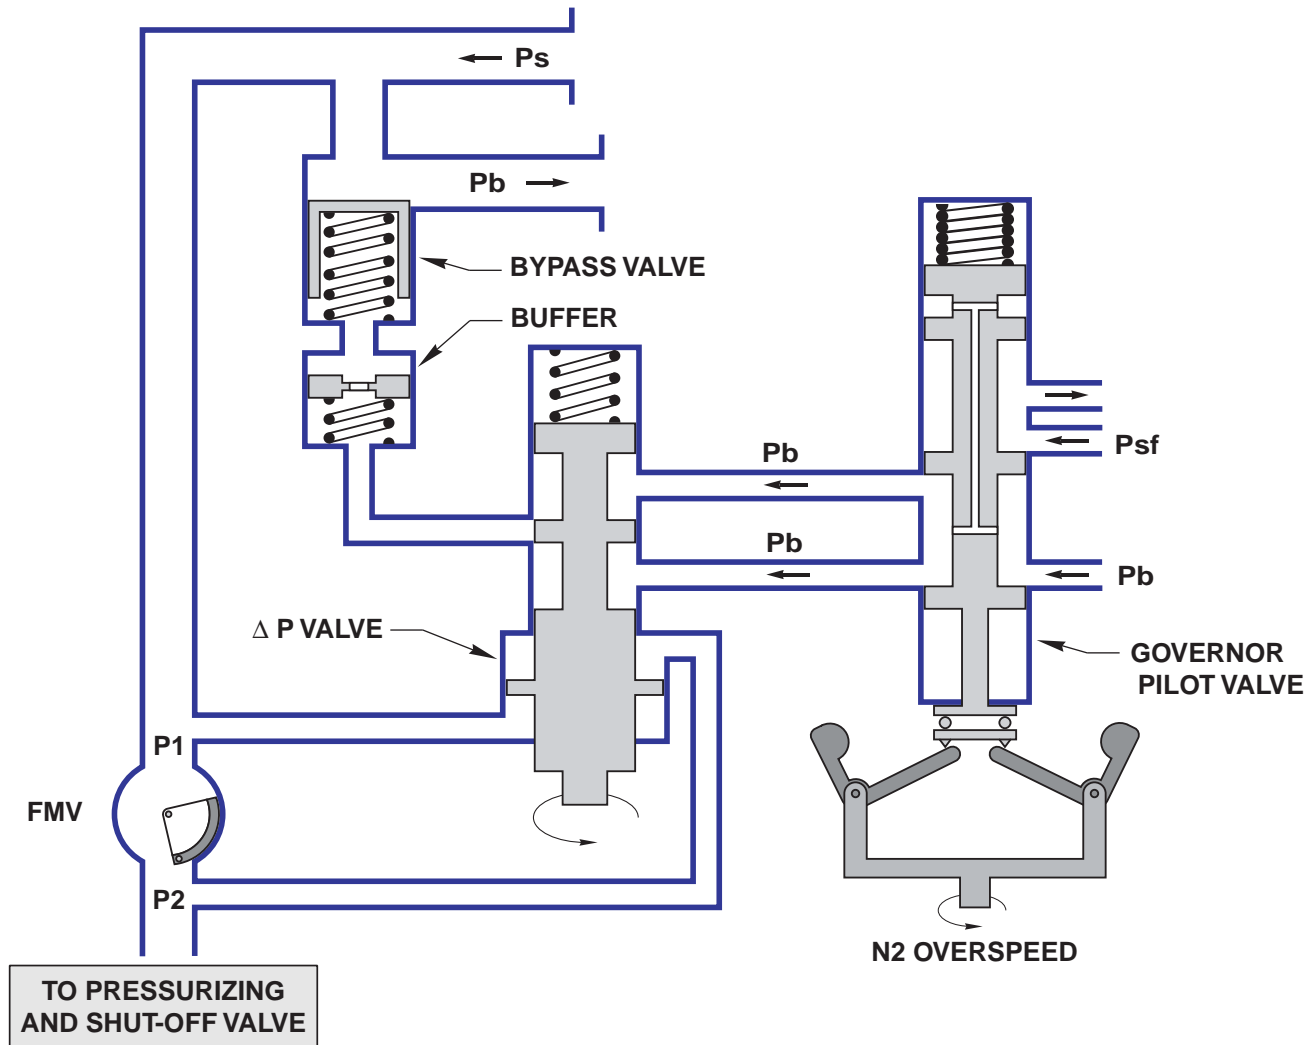 Ps
Pb
BYPASS VALVE
BUFFER
Pb
Psf
Pb
Pb
Δ P VALVE
GOVERNOR
PILOT VALVE
P1
FMV
P2
N2 OVERSPEED
TO PRESSURIZING
AND SHUT-OFF VALVE